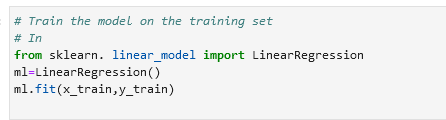 # Train the model on the training set
# In
from sklearn. linear_model import LinearRegression
ml=LinearRegression()
ml.fit(x_train,y_train)